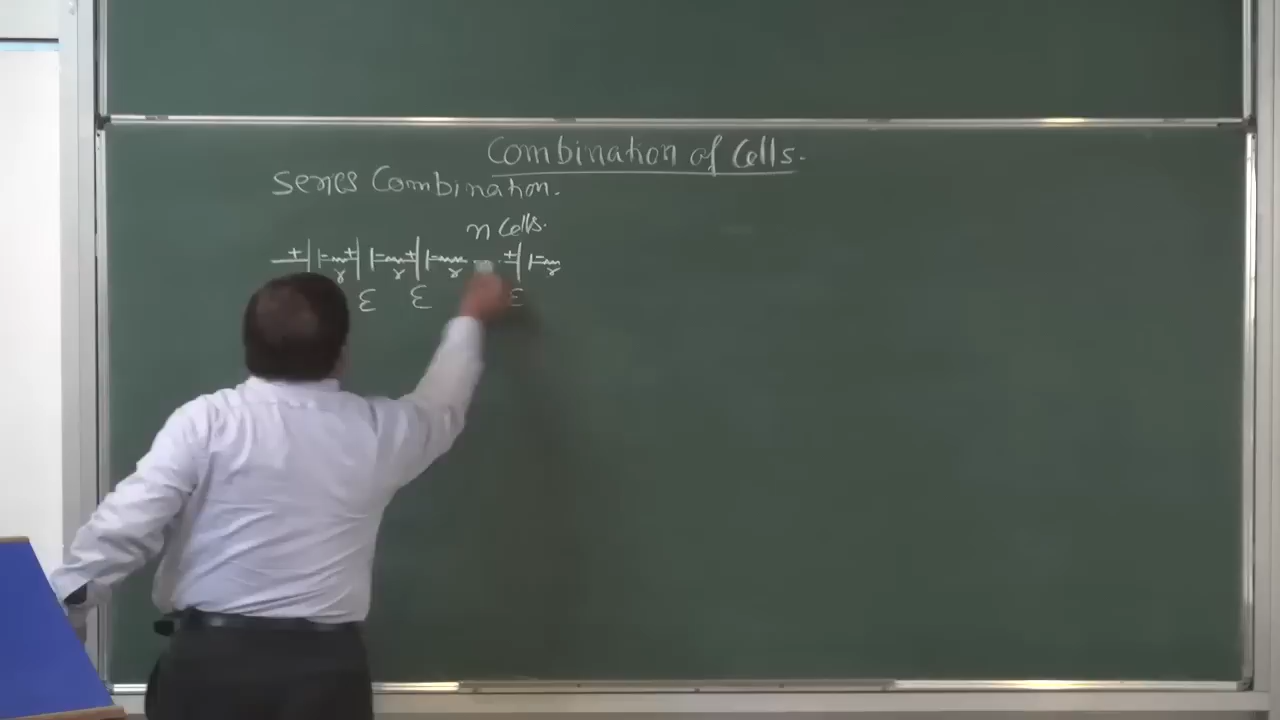 Combination of Cells.
Series Combination.
n Cells.
+ - + - + - + -
r r r r
ε ε ε